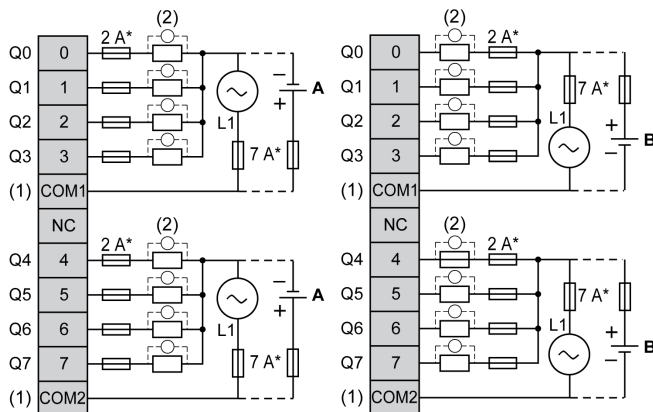 (2)
Q0 0 2 A*
Q1 1
Q2 2 L1 − + A
Q3 3 7 A*
(1) COM1
NC
(2)
Q4 4 2 A*
Q5 5 − + A
Q6 6 L1
Q7 7 7 A*
(1) COM2
(2)
Q0 0 2 A*
Q1 1 7 A*
Q2 2 L1 +
Q3 3 − B
(1) COM1
NC
(2)
Q4 4 2 A*
Q5 5 7 A*
Q6 6 L1 +
Q7 7 − B
(1) COM2